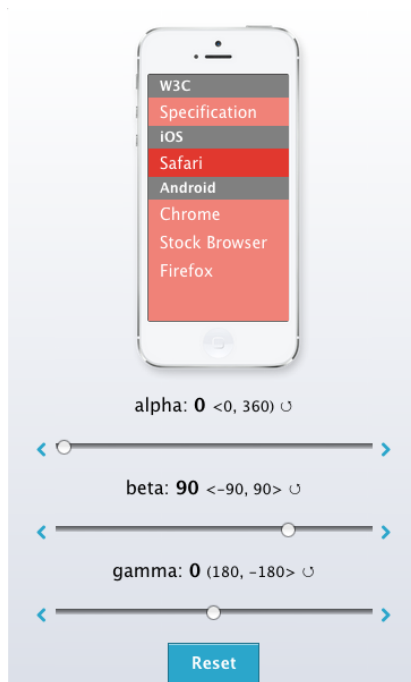 W3C
Specification
iOS
Safari
Android
Chrome
Stock Browser
Firefox
alpha: 0 <0, 360) ↺
beta: 90 <-90, 90> ↺
gamma: 0 (180, -180> ↺
Reset